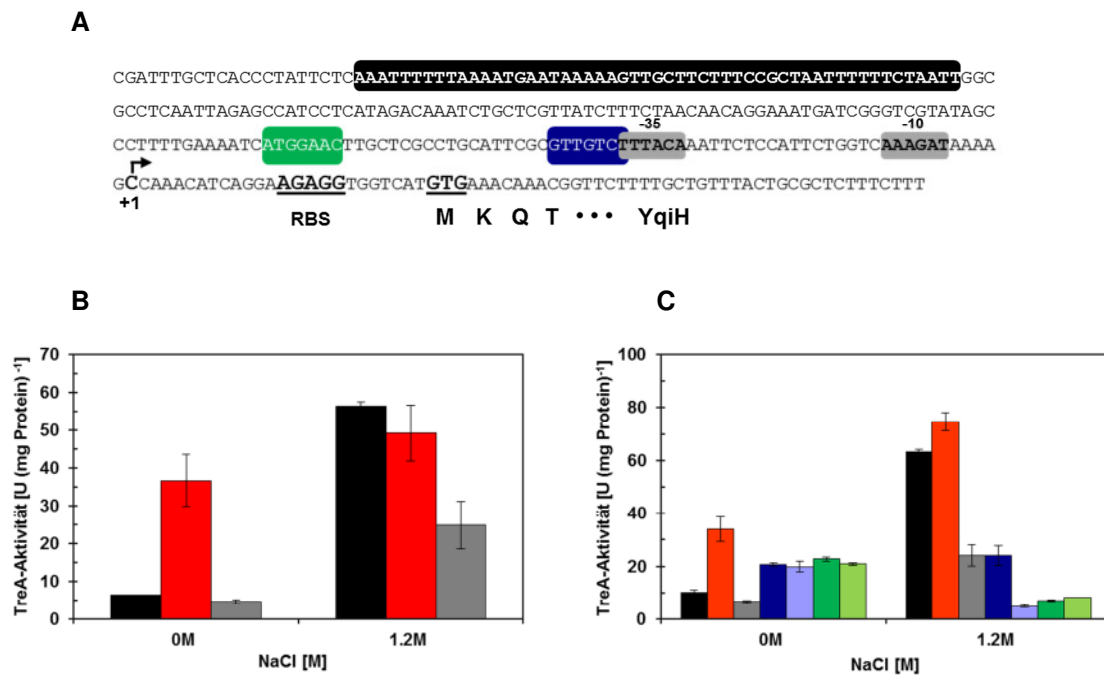 A
CGATTTGCTCACCCTATTCTCAAATTTTTTAAAATGAATAAAAAGTTGCTTCTTTCCGCTAATTTTTTCTAATTGGC
GCCTCAATTAGAGCCATCCTCATAGACAAATCTGCTCGTTATCTTTCTAACAACAGGAAATGATCGGGTCGTATAGC
-35 -10
CCTTTTGAAAATCATGGAACTTGCTCGCCTGCATTCGCGTTGTCTTTACAAATTCTCCATTCTGGTCAAAGATAAAA
GCCAAACATCAGGAAGAGGTGGTCATGTGAAACAAACGGTTCTTTTGCTGTTTACTGCGCTCTTTCTTT
+1 RBS M K Q T ••• YqiH
B
TreA-Aktivität [U (mg Protein)⁻¹]
70
60
50
40
30
20
10
0
0M 1.2M
NaCl [M]
C
TreA-Aktivität [U (mg Protein)⁻¹]
100
80
60
40
20
0
0M 1.2M
NaCl [M]